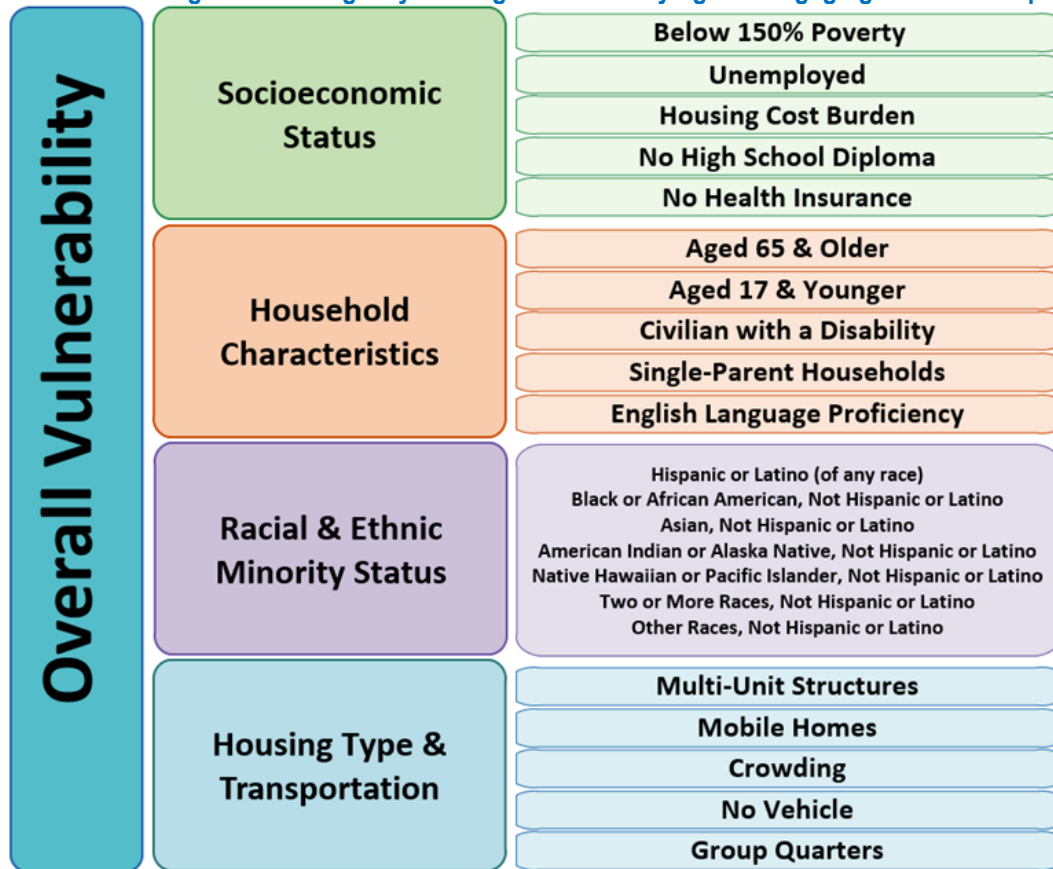 Overall Vulnerability
Socioeconomic
Status
Below 150% Poverty
Unemployed
Housing Cost Burden
No High School Diploma
No Health Insurance
Household
Characteristics
Aged 65 & Older
Aged 17 & Younger
Civilian with a Disability
Single-Parent Households
English Language Proficiency
Racial & Ethnic
Minority Status
Hispanic or Latino (of any race)
Black or African American, Not Hispanic or Latino
Asian, Not Hispanic or Latino
American Indian or Alaska Native, Not Hispanic or Latino
Native Hawaiian or Pacific Islander, Not Hispanic or Latino
Two or More Races, Not Hispanic or Latino
Other Races, Not Hispanic or Latino
Housing Type &
Transportation
Multi-Unit Structures
Mobile Homes
Crowding
No Vehicle
Group Quarters